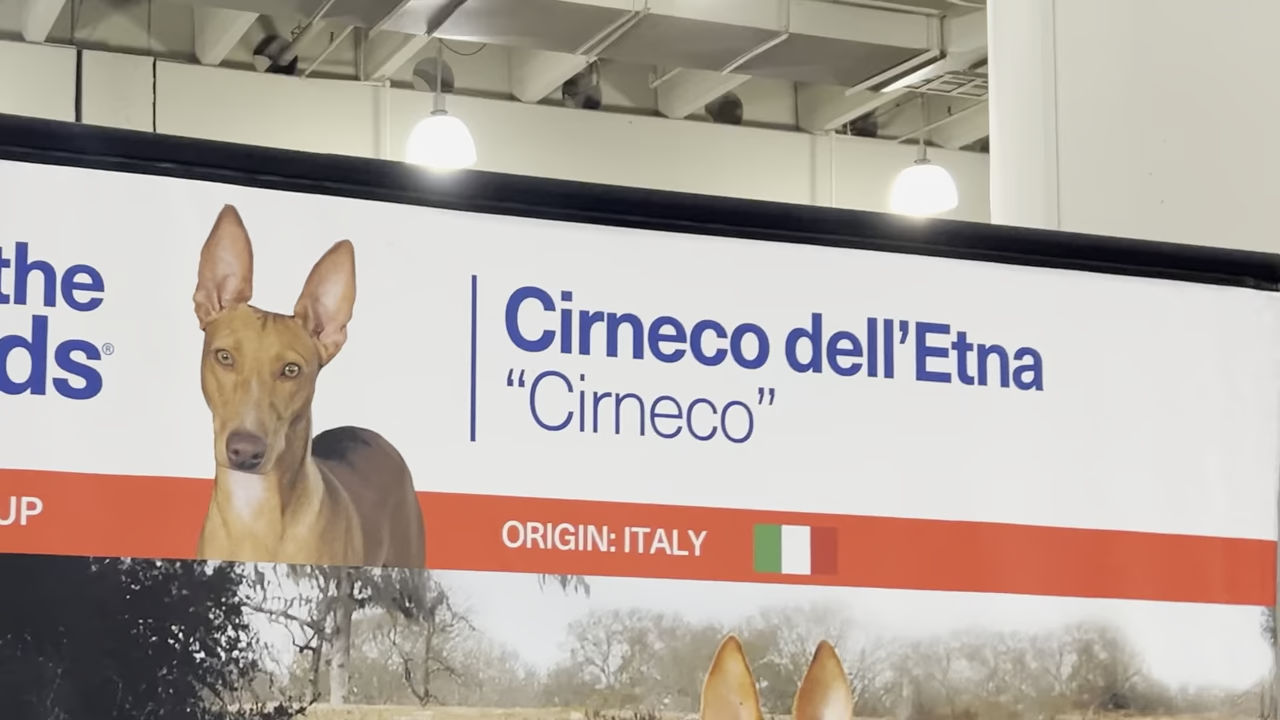 the
ds®
Cirneco dell’Etna
“Cirneco”
UP
ORIGIN: ITALY